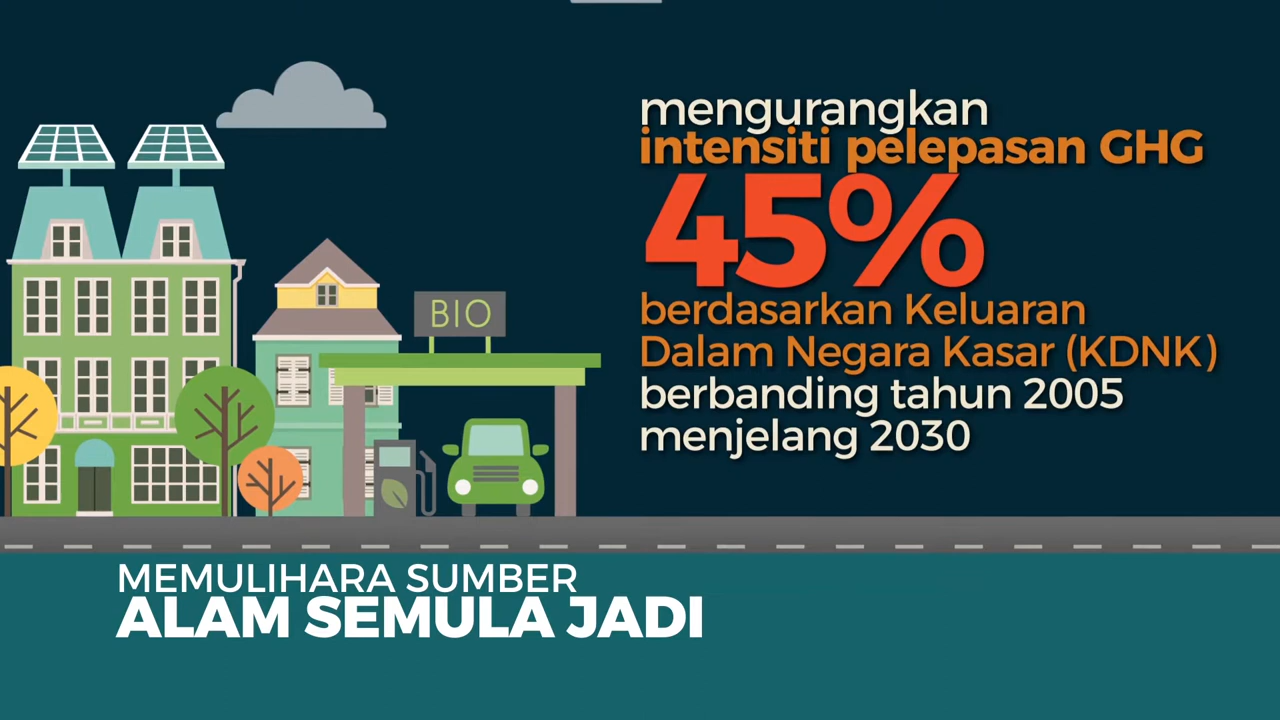 mengurangkan
intensiti pelepasan GHG
45%
berdasarkan Keluaran
Dalam Negara Kasar (KDNK)
berbanding tahun 2005
menjelang 2030
BIO
MEMULIHARA SUMBER
ALAM SEMULA JADI